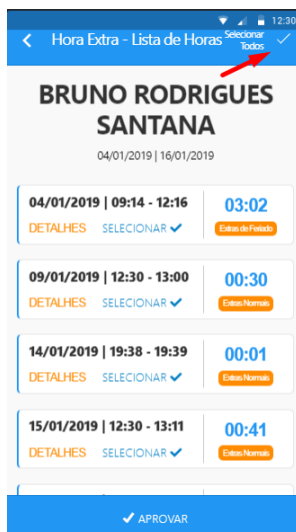 12:30
Hora Extra - Lista de Horas
Selecionar
Todos
BRUNO RODRIGUES
SANTANA
04/01/2019 | 16/01/2019
04/01/2019 | 09:14 - 12:16
03:02
DETALHES SELECIONAR
Extras de Feriado
09/01/2019 | 12:30 - 13:00
00:30
DETALHES SELECIONAR
Extras Normais
14/01/2019 | 19:38 - 19:39
00:01
DETALHES SELECIONAR
Extras Normais
15/01/2019 | 12:30 - 13:11
00:41
DETALHES SELECIONAR
Extras Normais
APROVAR